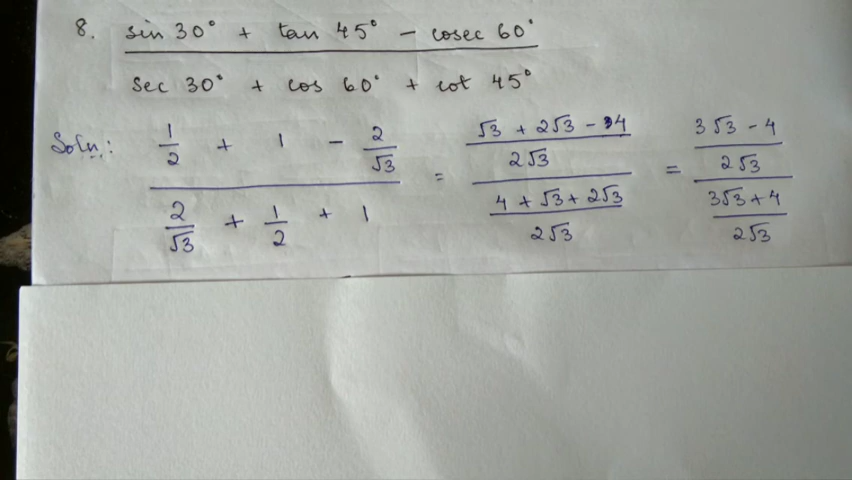 8. sin 30° + tan 45° - cosec 60°
sec 30° + cos 60° + cot 45°
Soln: 1/2 + 1 - 2/√3 = √3 + 2√3 - 4 / 2√3 = 3√3 - 4 / 2√3
2/√3 + 1/2 + 1 4 + √3 + 2√3 / 2√3 3√3 + 4 / 2√3